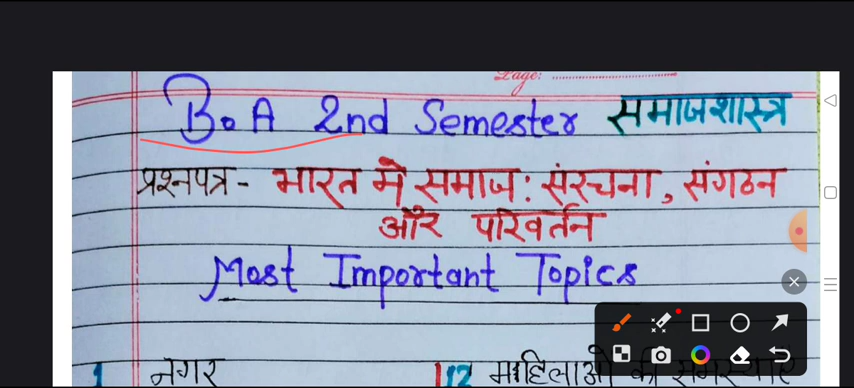 Page:
B.A 2nd Semester समाजशास्त्र
प्रश्नपत्र - भारत में समाज: संरचना, संगठन
और परिवर्तन
Most Important Topics
1 नगर
12 महिलाओं की समस्याएं